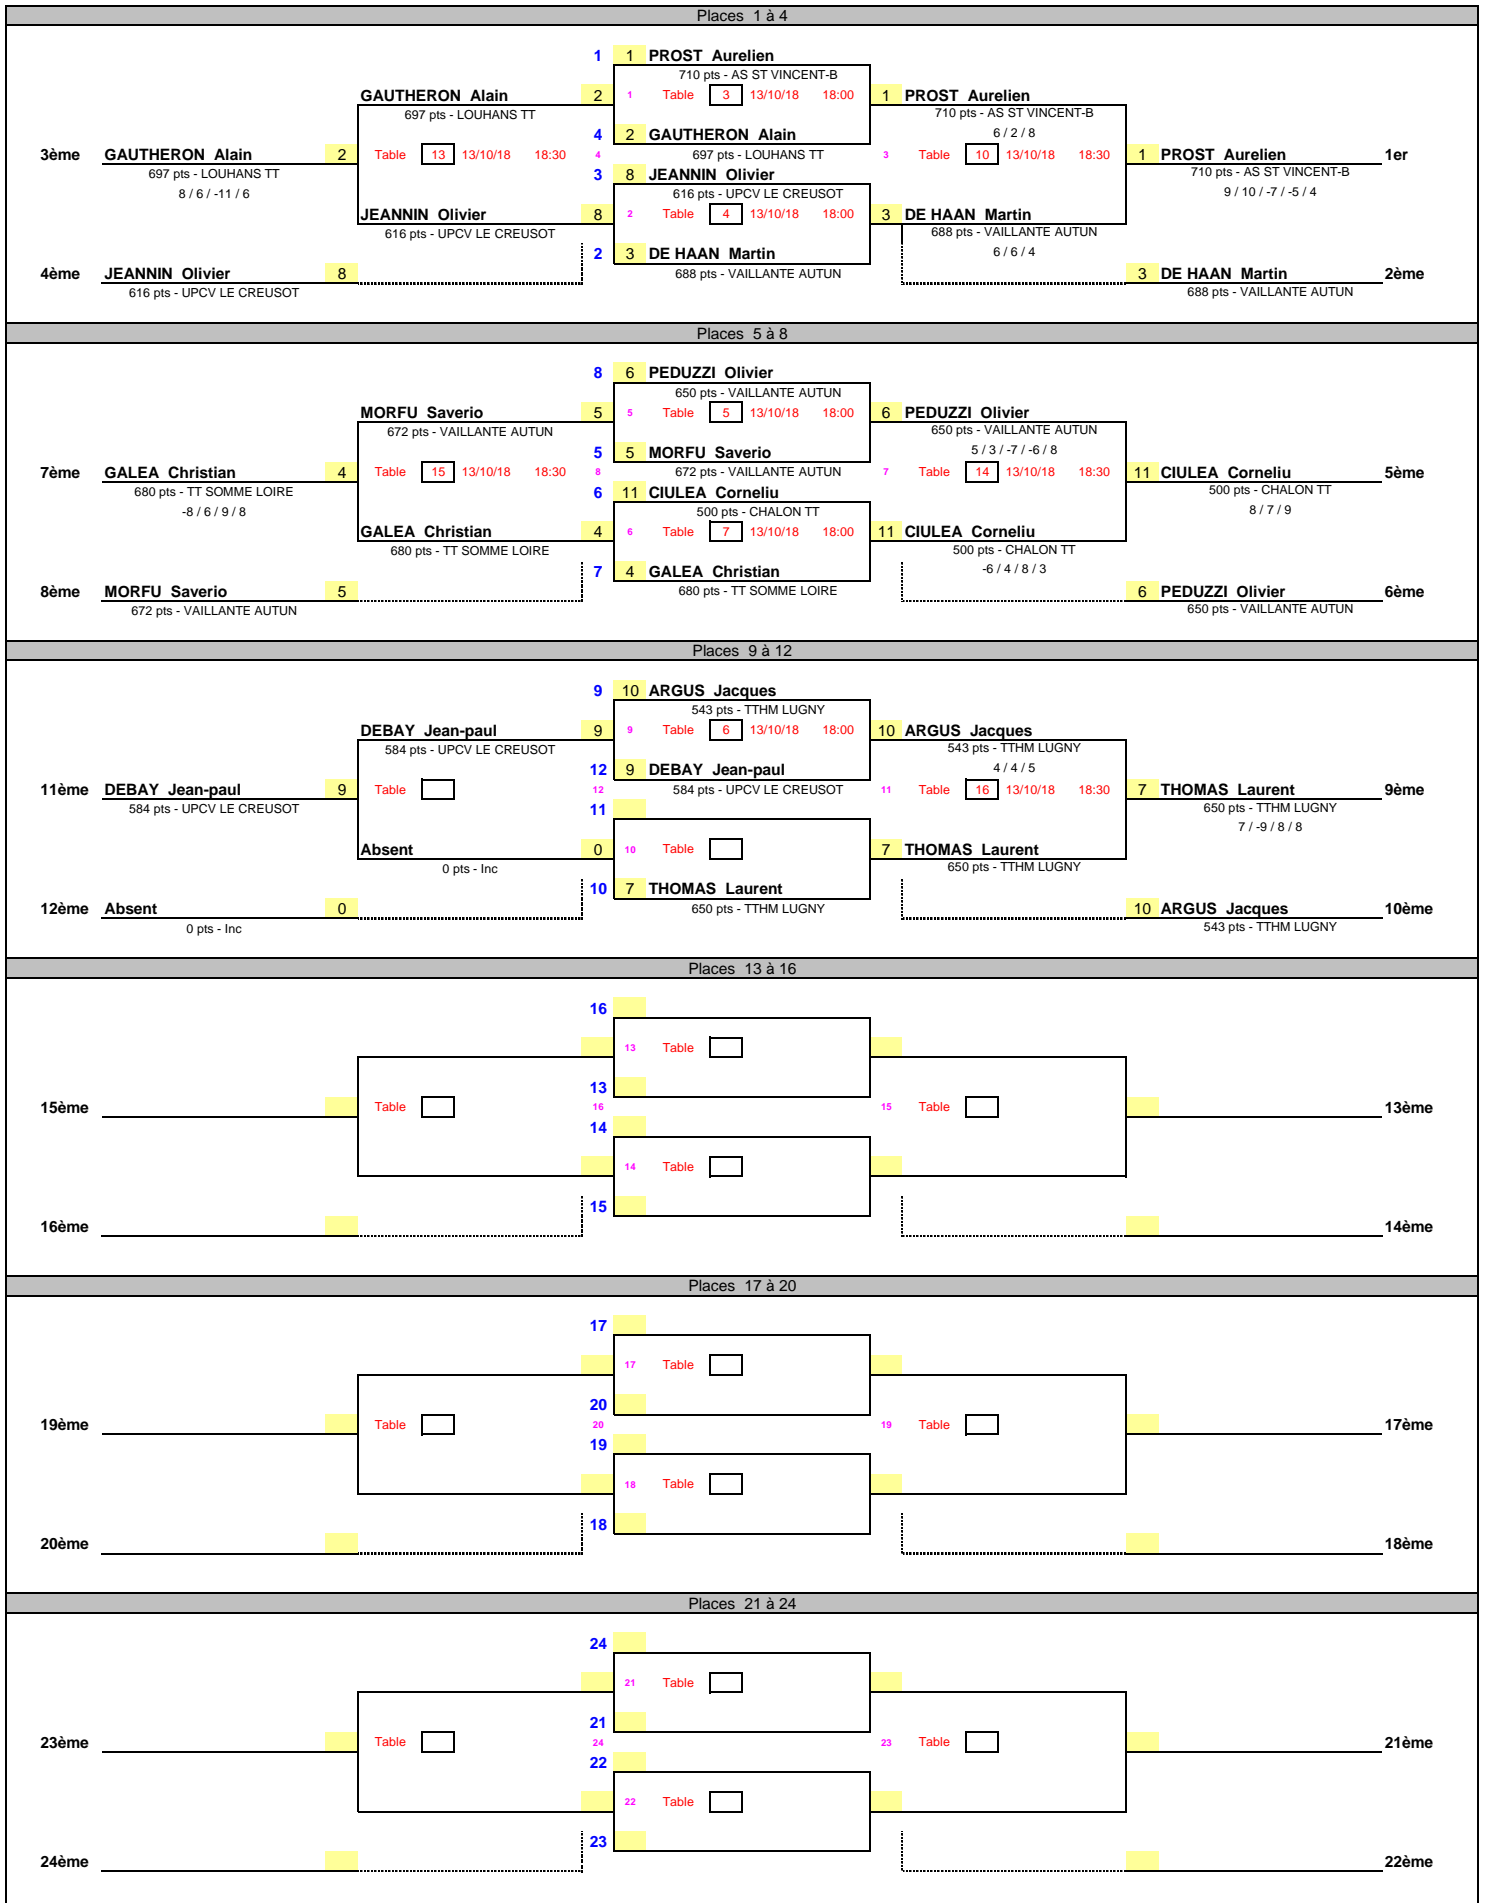 Places 1 à 4
1 1 PROST Aurelien
710 pts - AS ST VINCENT-B
GAUTHERON Alain 2 1 Table 3 13/10/18 18:00 1 PROST Aurelien
697 pts - LOUHANS TT 710 pts - AS ST VINCENT-B
4 2 GAUTHERON Alain 6 / 2 / 8
3ème GAUTHERON Alain 2 Table 13 13/10/18 18:30 4 697 pts - LOUHANS TT 3 Table 10 13/10/18 18:30 1 PROST Aurelien 1er
697 pts - LOUHANS TT 3 8 JEANNIN Olivier 710 pts - AS ST VINCENT-B
8 / 6 / -11 / 6 616 pts - UPCV LE CREUSOT 9 / 10 / -7 / -5 / 4
JEANNIN Olivier 8 2 Table 4 13/10/18 18:00 3 DE HAAN Martin
616 pts - UPCV LE CREUSOT 688 pts - VAILLANTE AUTUN
2 3 DE HAAN Martin 6 / 6 / 4
4ème JEANNIN Olivier 8 688 pts - VAILLANTE AUTUN 3 DE HAAN Martin 2ème
616 pts - UPCV LE CREUSOT 688 pts - VAILLANTE AUTUN
Places 5 à 8
8 6 PEDUZZI Olivier
650 pts - VAILLANTE AUTUN
MORFU Saverio 5 5 Table 5 13/10/18 18:00 6 PEDUZZI Olivier
672 pts - VAILLANTE AUTUN 650 pts - VAILLANTE AUTUN
5 5 MORFU Saverio 5 / 3 / -7 / -6 / 8
7ème GALEA Christian 4 Table 15 13/10/18 18:30 8 672 pts - VAILLANTE AUTUN 7 Table 14 13/10/18 18:30 11 CIULEA Corneliu 5ème
680 pts - TT SOMME LOIRE 6 11 CIULEA Corneliu 500 pts - CHALON TT
-8 / 6 / 9 / 8 500 pts - CHALON TT 8 / 7 / 9
GALEA Christian 4 6 Table 7 13/10/18 18:00 11 CIULEA Corneliu
680 pts - TT SOMME LOIRE 500 pts - CHALON TT
7 4 GALEA Christian -6 / 4 / 8 / 3
8ème MORFU Saverio 5 680 pts - TT SOMME LOIRE 6 PEDUZZI Olivier 6ème
672 pts - VAILLANTE AUTUN 650 pts - VAILLANTE AUTUN
Places 9 à 12
9 10 ARGUS Jacques
543 pts - TTHM LUGNY
DEBAY Jean-paul 9 9 Table 6 13/10/18 18:00 10 ARGUS Jacques
584 pts - UPCV LE CREUSOT 543 pts - TTHM LUGNY
12 9 DEBAY Jean-paul 4 / 4 / 5
11ème DEBAY Jean-paul 9 Table 12 584 pts - UPCV LE CREUSOT 11 Table 16 13/10/18 18:30 7 THOMAS Laurent 9ème
584 pts - UPCV LE CREUSOT 11 650 pts - TTHM LUGNY
7 / -9 / 8 / 8
Absent 0 10 Table 7 THOMAS Laurent
0 pts - Inc 650 pts - TTHM LUGNY
10 7 THOMAS Laurent
12ème Absent 0 650 pts - TTHM LUGNY 10 ARGUS Jacques 10ème
0 pts - Inc 543 pts - TTHM LUGNY
Places 13 à 16
16
13 Table
13
15ème Table 16 15 Table 13ème
14
14 Table
15
16ème 14ème
Places 17 à 20
17
17 Table
20
19ème Table 20 19 Table 17ème
19
18 Table
18
20ème 18ème
Places 21 à 24
24
21 Table
21
23ème Table 24 23 Table 21ème
22
22 Table
23
24ème 22ème